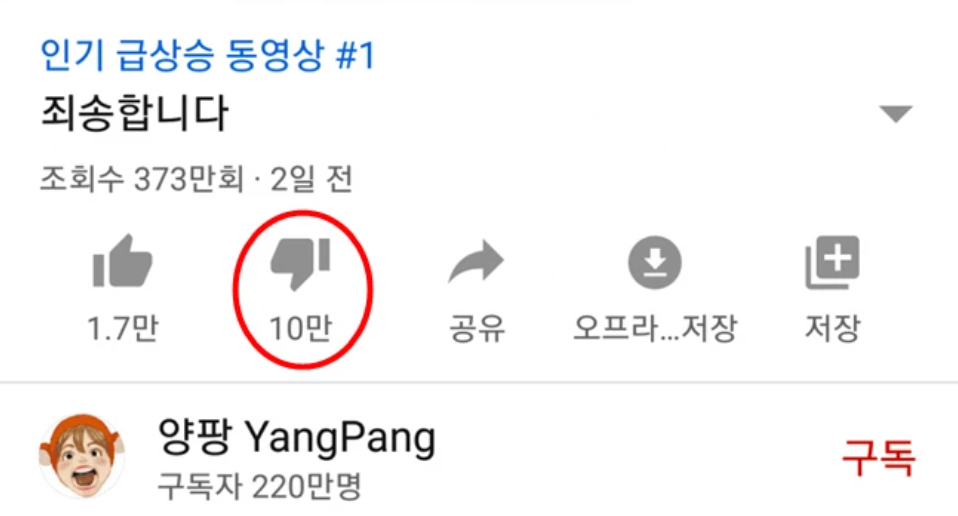 인기 급상승 동영상 #1
죄송합니다
조회수 373만회 · 2일 전
1.7만 10만 공유 오프라...저장 저장
양팡 YangPang
구독자 220만명
구독